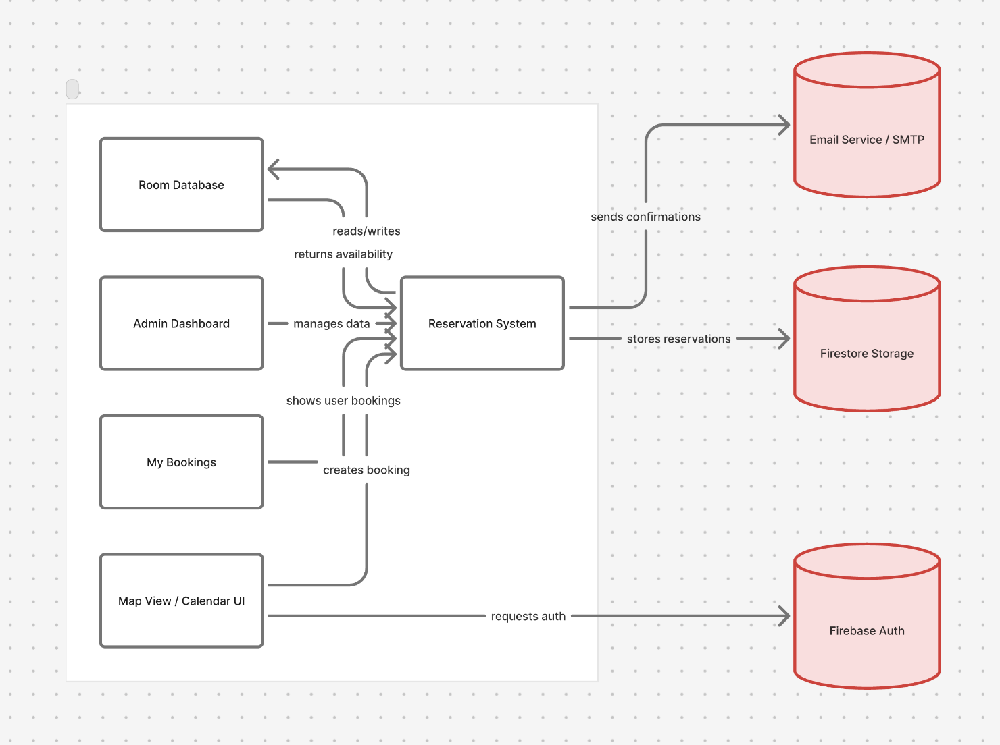 Email Service / SMTP
Room Database
sends confirmations
reads/writes
returns availability
Admin Dashboard
manages data
Reservation System
stores reservations
Firestore Storage
shows user bookings
My Bookings
creates booking
Map View / Calendar UI
requests auth
Firebase Auth